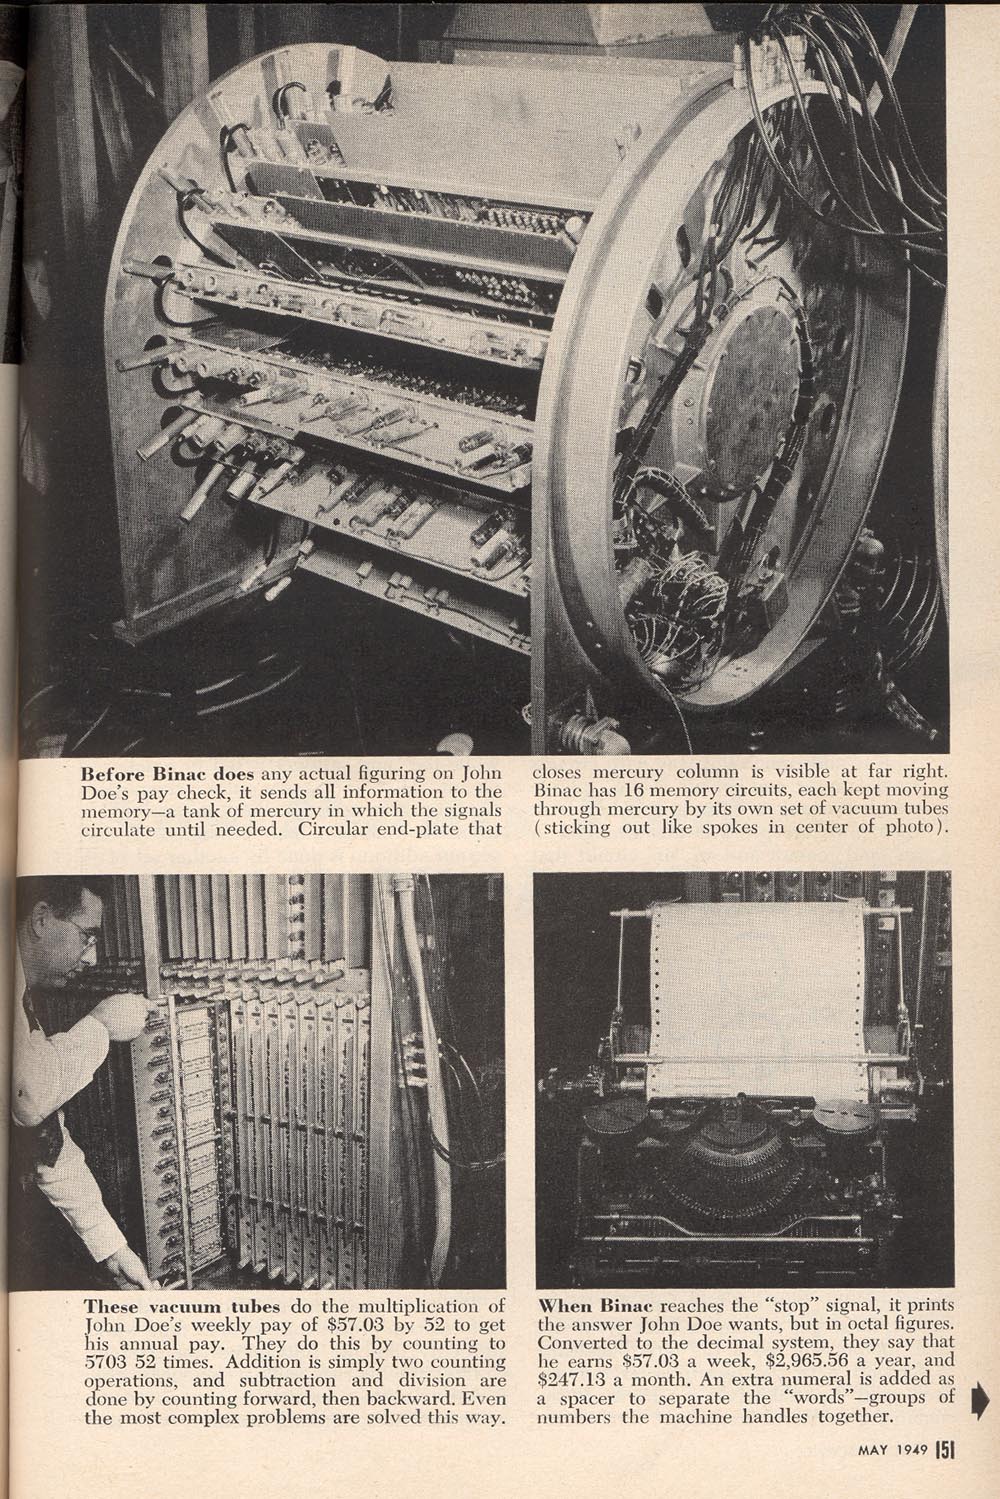 Before Binac does any actual figuring on John
Doe's pay check, it sends all information to the
memory—a tank of mercury in which the signals
circulate until needed. Circular end-plate that
closes mercury column is visible at far right.
Binac has 16 memory circuits, each kept moving
through mercury by its own set of vacuum tubes
(sticking out like spokes in center of photo).
These vacuum tubes do the multiplication of
John Doe's weekly pay of $57.03 by 52 to get
his annual pay. They do this by counting to
5703 52 times. Addition is simply two counting
operations, and subtraction and division are
done by counting forward, then backward. Even
the most complex problems are solved this way.
When Binac reaches the "stop" signal, it prints
the answer John Doe wants, but in octal figures.
Converted to the decimal system, they say that
he earns $57.03 a week, $2,965.56 a year, and
$247.13 a month. An extra numeral is added as
a spacer to separate the "words"—groups of
numbers the machine handles together.
MAY 1949 151